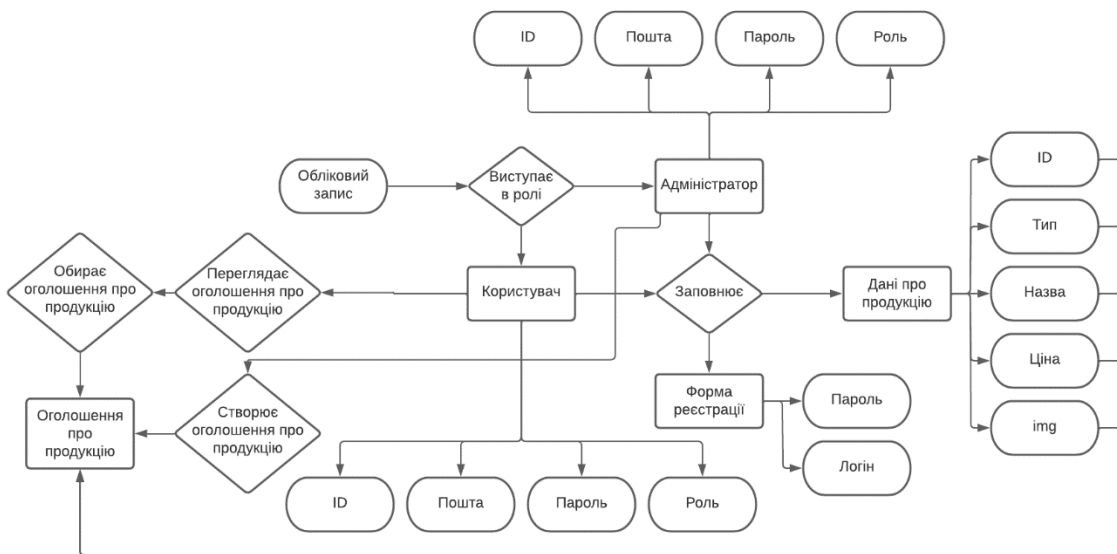 ID
Пошта
Пароль
Роль
Обліковий
запис
Виступає
в ролі
Адміністратор
ID
Тип
Обирає
оголошення про
продукцію
Переглядає
оголошення про
продукцію
Користувач
Заповнює
Дані про
продукцію
Назва
Ціна
Оголошення
про
продукцію
Створює
оголошення про
продукцію
Форма
реєстрації
Пароль
Логін
img
ID
Пошта
Пароль
Роль